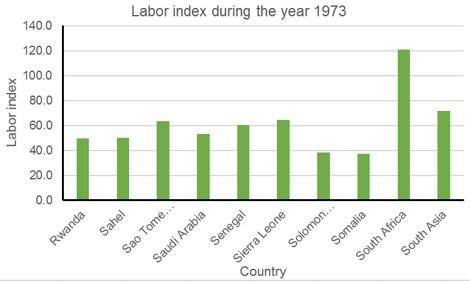 Labor index during the year 1973
140.0
120.0
100.0
80.0
60.0
40.0
20.0
0.0
Labor index
Rwanda
Sahel
Sao Tome...
Saudi Arabia
Senegal
Sierra Leone
Solomon...
Somalia
South Africa
South Asia
Country